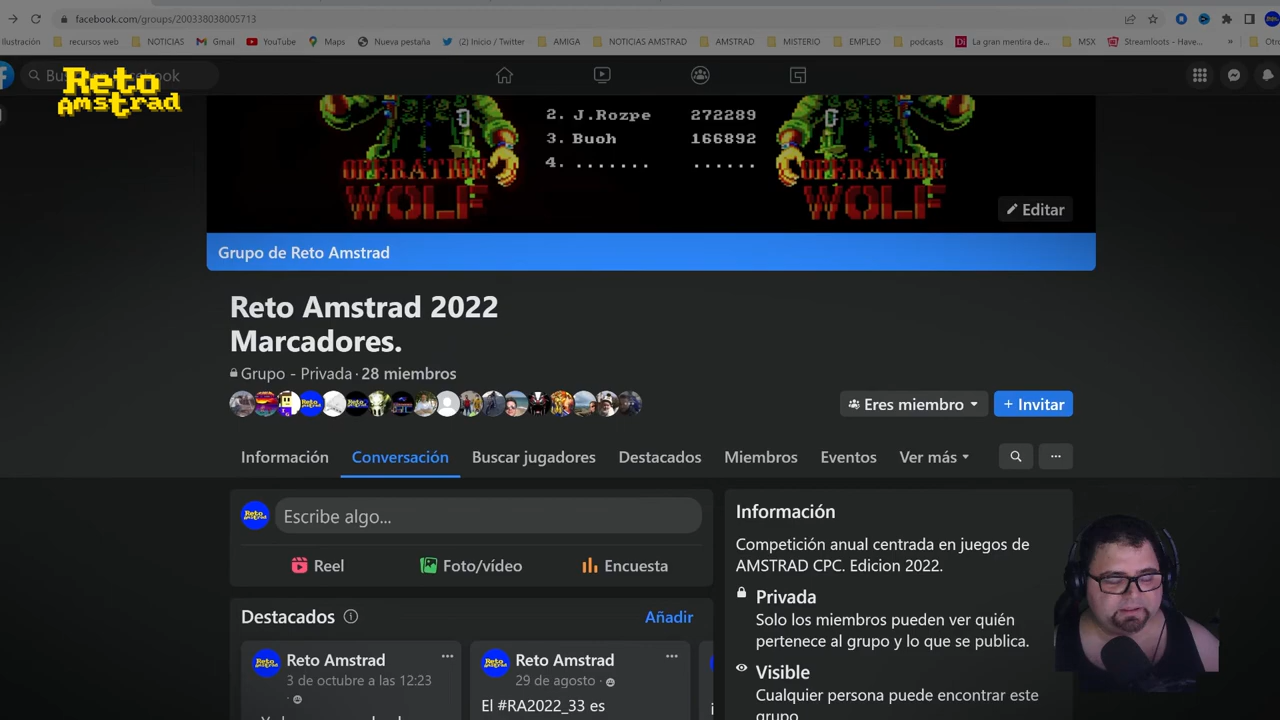 facebook.com/groups/200338038005713
Ilustración recursos web NOTICIAS Gmail YouTube Maps Nueva pestaña (2) Inicio / Twitter AMIGA NOTICIAS AMSTRAD AMSTRAD MISTERIO EMPLEO podcasts La gran mentira de... MSX Streamloots - Have... » Otro
Reto
Amstrad
2. J.Rozpe 272289
3. Buoh 166892
4. ....... ......
OPERATION
WOLF
OPERATION
WOLF
Editar
Grupo de Reto Amstrad
Reto Amstrad 2022
Marcadores.
Grupo - Privada · 28 miembros
Eres miembro
+ Invitar
Información Conversación Buscar jugadores Destacados Miembros Eventos Ver más
Escribe algo...
Reel Foto/vídeo Encuesta
Destacados
Añadir
Reto Amstrad
3 de octubre a las 12:23
Reto Amstrad
29 de agosto ·
El #RA2022_33 es
Información
Competición anual centrada en juegos de
AMSTRAD CPC. Edicion 2022.
Privada
Solo los miembros pueden ver quién
pertenece al grupo y lo que se publica.
Visible
Cualquier persona puede encontrar este
grupo.